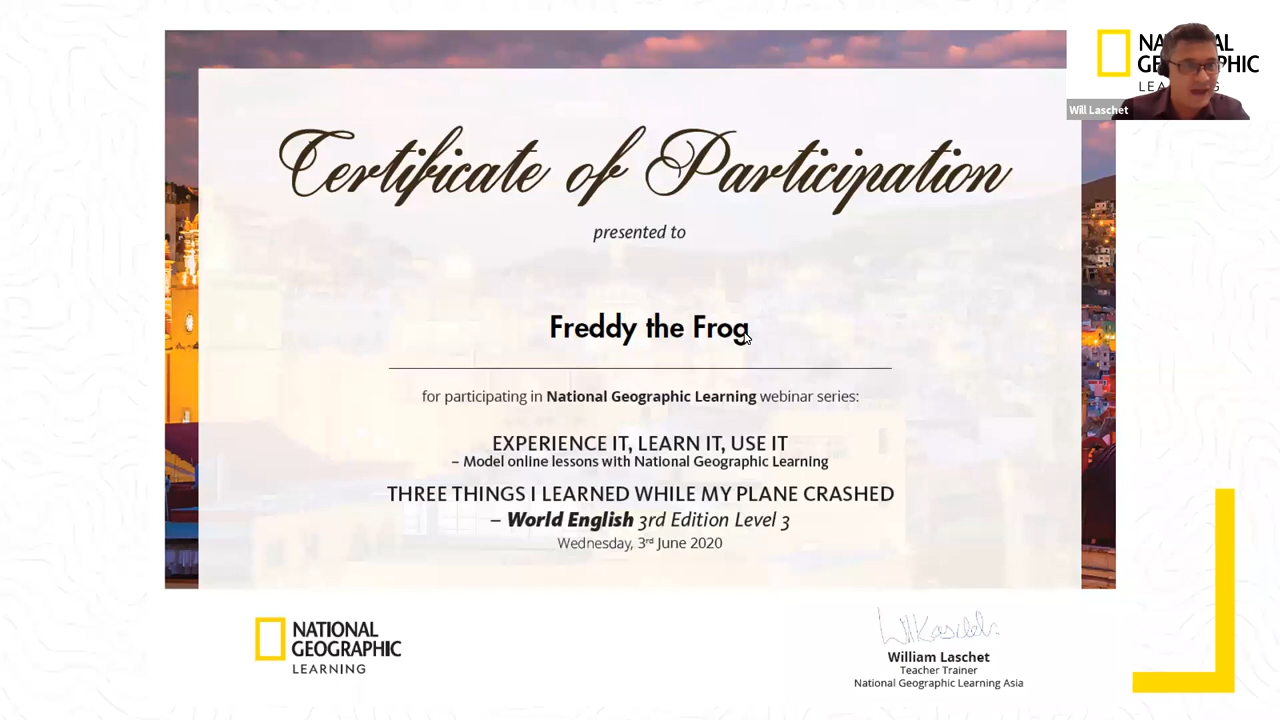 Certificate of Participation
presented to
Freddy the Frog
for participating in National Geographic Learning webinar series:
EXPERIENCE IT, LEARN IT, USE IT
– Model online lessons with National Geographic Learning
THREE THINGS I LEARNED WHILE MY PLANE CRASHED
– World English 3rd Edition Level 3
Wednesday, 3rd June 2020
NATIONAL
GEOGRAPHIC
LEARNING
William Laschet
Teacher Trainer
National Geographic Learning Asia
Will Laschet